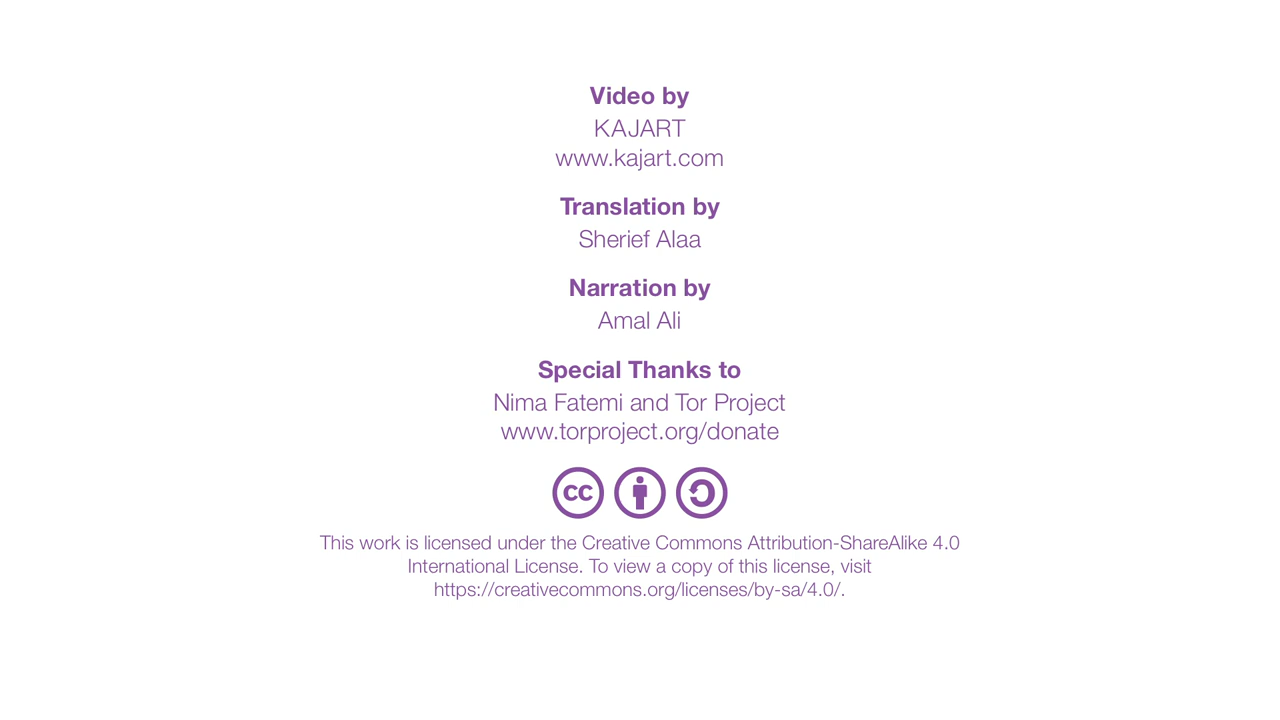 Video by
KAJART
www.kajart.com
Translation by
Sherief Alaa
Narration by
Amal Ali
Special Thanks to
Nima Fatemi and Tor Project
www.torproject.org/donate
cc
This work is licensed under the Creative Commons Attribution-ShareAlike 4.0
International License. To view a copy of this license, visit
https://creativecommons.org/licenses/by-sa/4.0/.